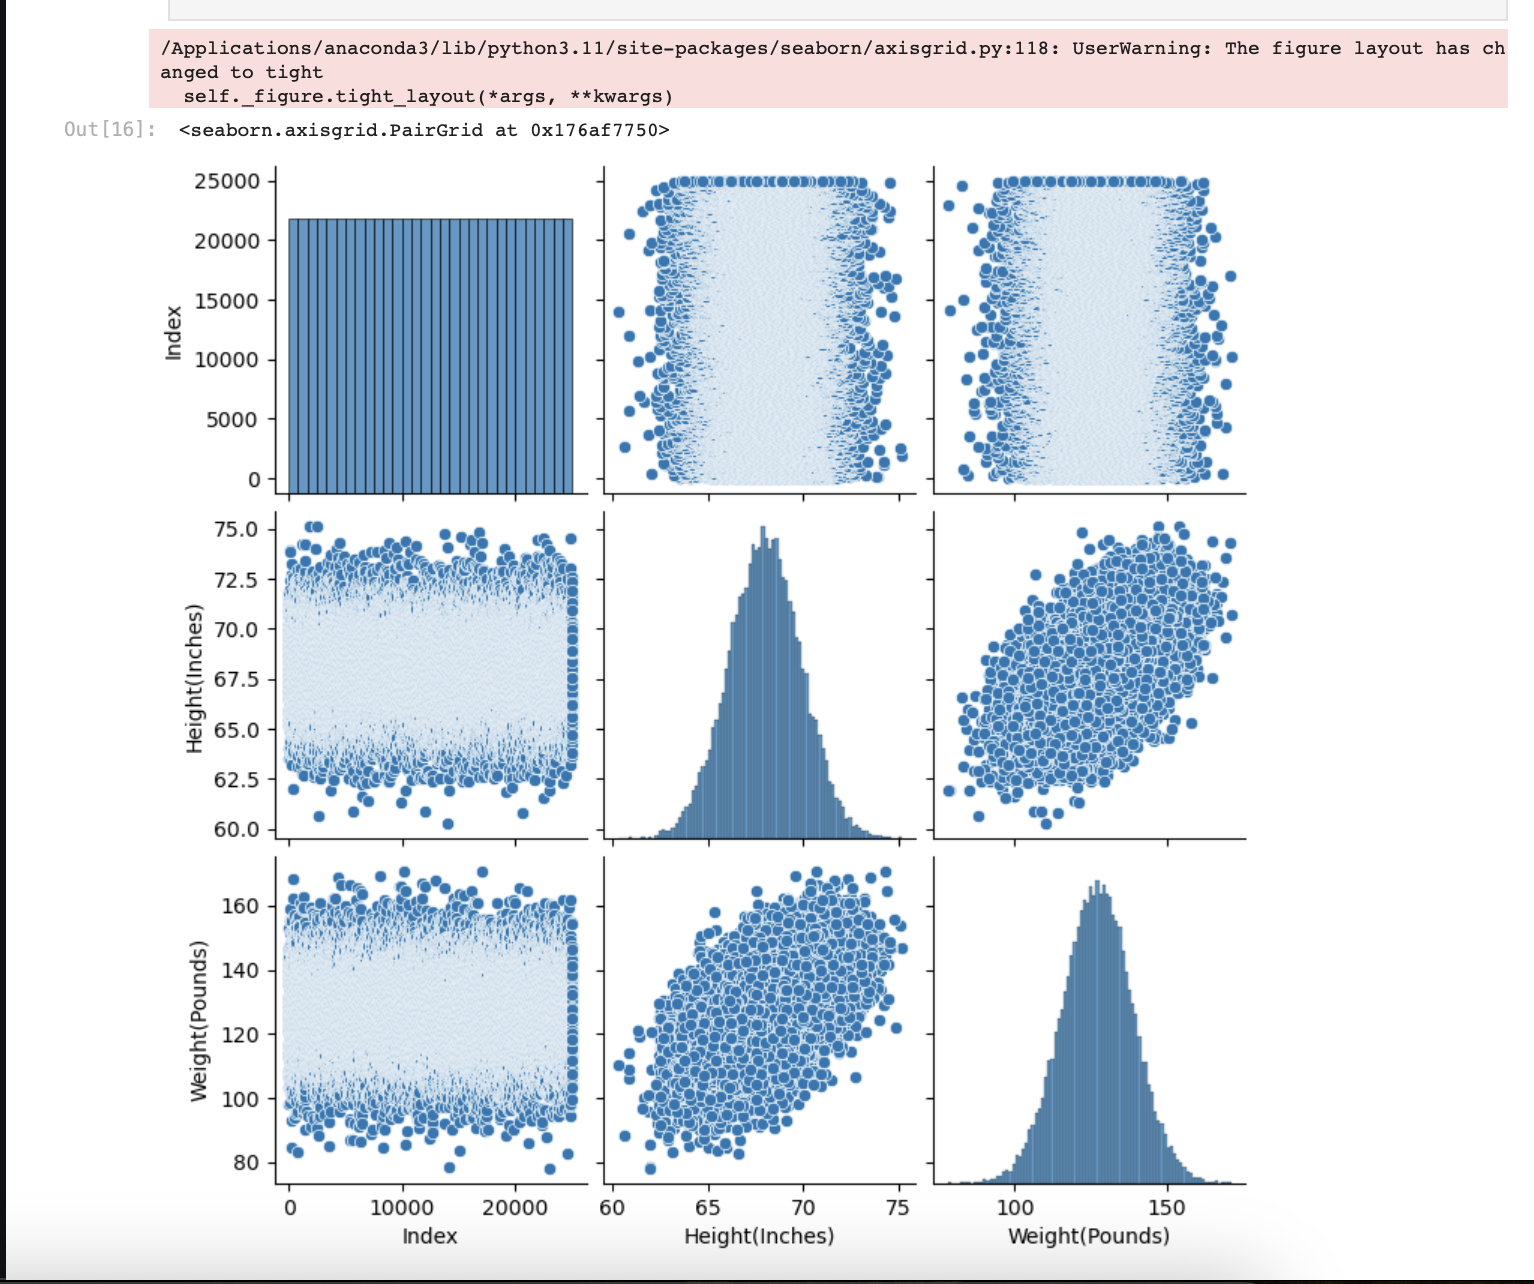 /Applications/anaconda3/lib/python3.11/site-packages/seaborn/axisgrid.py:118: UserWarning: The figure layout has ch
anged to tight
  self._figure.tight_layout(*args, **kwargs)
Out[16]: <seaborn.axisgrid.PairGrid at 0x176af7750>
25000
20000
15000
10000
5000
0
Index
75.0
72.5
70.0
67.5
65.0
62.5
60.0
Height(Inches)
160
140
120
100
80
Weight(Pounds)
0 10000 20000
Index
60 65 70 75
Height(Inches)
100 150
Weight(Pounds)